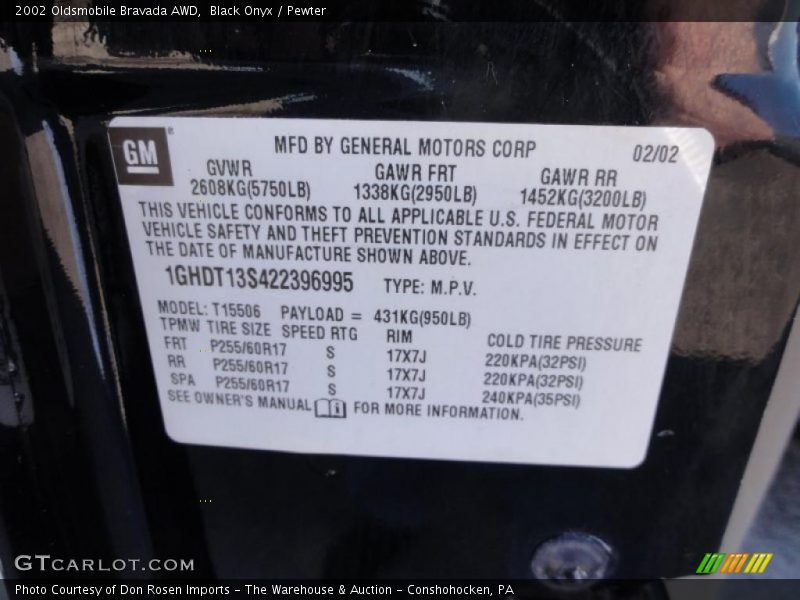 2002 Oldsmobile Bravada AWD,  Black Onyx / Pewter
GM®
MFD BY GENERAL MOTORS CORP 02/02
GVWR GAWR FRT GAWR RR
2608KG(5750LB) 1338KG(2950LB) 1452KG(3200LB)
THIS VEHICLE CONFORMS TO ALL APPLICABLE U.S. FEDERAL MOTOR
VEHICLE SAFETY AND THEFT PREVENTION STANDARDS IN EFFECT ON
THE DATE OF MANUFACTURE SHOWN ABOVE.
1GHDT13S422396995 TYPE: M.P.V.
MODEL: T15506 PAYLOAD = 431KG(950LB)
TPMW TIRE SIZE SPEED RTG RIM COLD TIRE PRESSURE
FRT P255/60R17 S 17X7J 220KPA(32PSI)
RR P255/60R17 S 17X7J 220KPA(32PSI)
SPA P255/60R17 S 17X7J 240KPA(35PSI)
SEE OWNER'S MANUAL FOR MORE INFORMATION.
GTCARLOT.COM
Photo Courtesy of Don Rosen Imports – The Warehouse & Auction – Conshohocken, PA